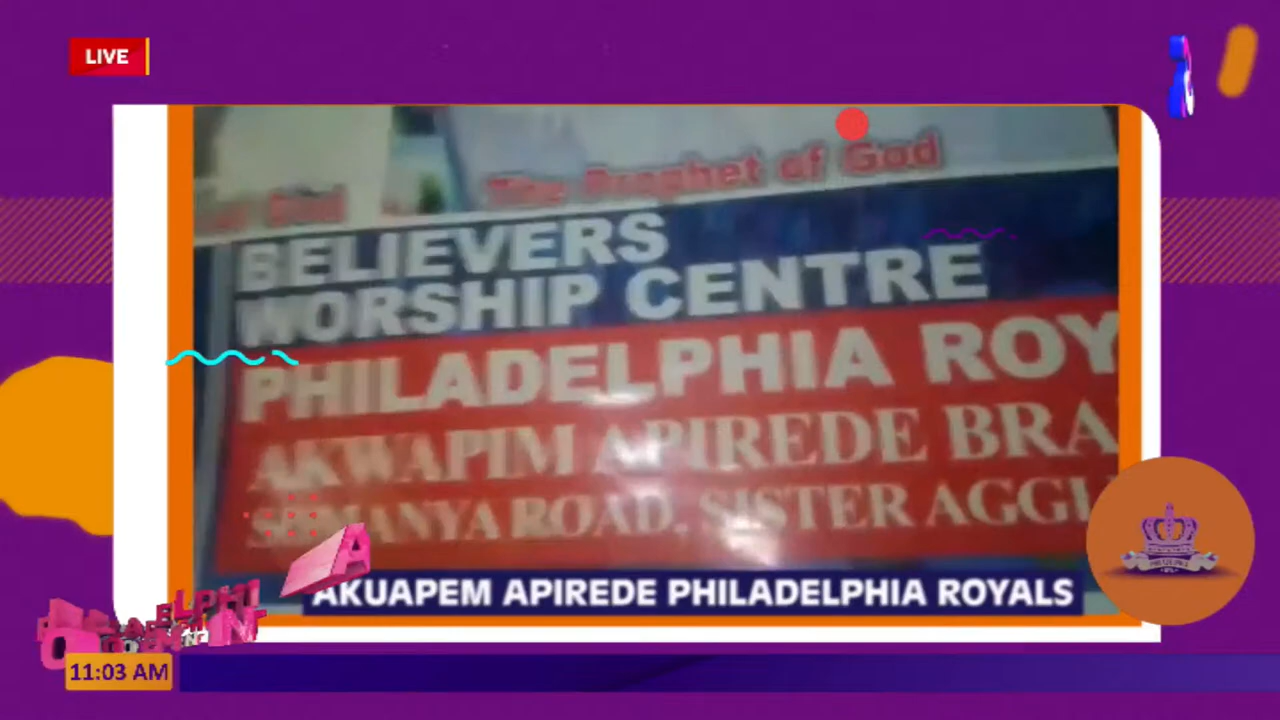 LIVE
The Prophet of God
BELIEVERS
WORSHIP CENTRE
PHILADELPHIA ROY
AKWAPIM APIREDE BRA
SOMANYA ROAD, SISTER AGGI
AKUAPEM APIREDE PHILADELPHIA ROYALS
11:03 AM